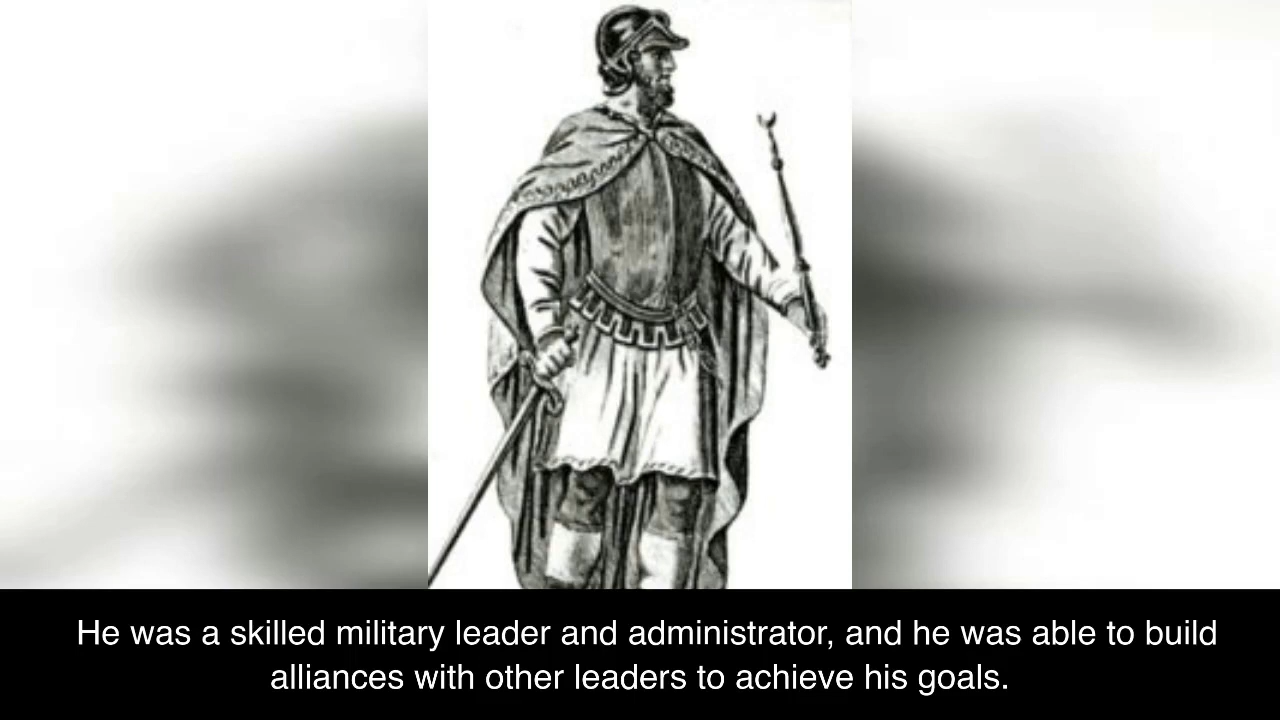 He was a skilled military leader and administrator, and he was able to build
alliances with other leaders to achieve his goals.